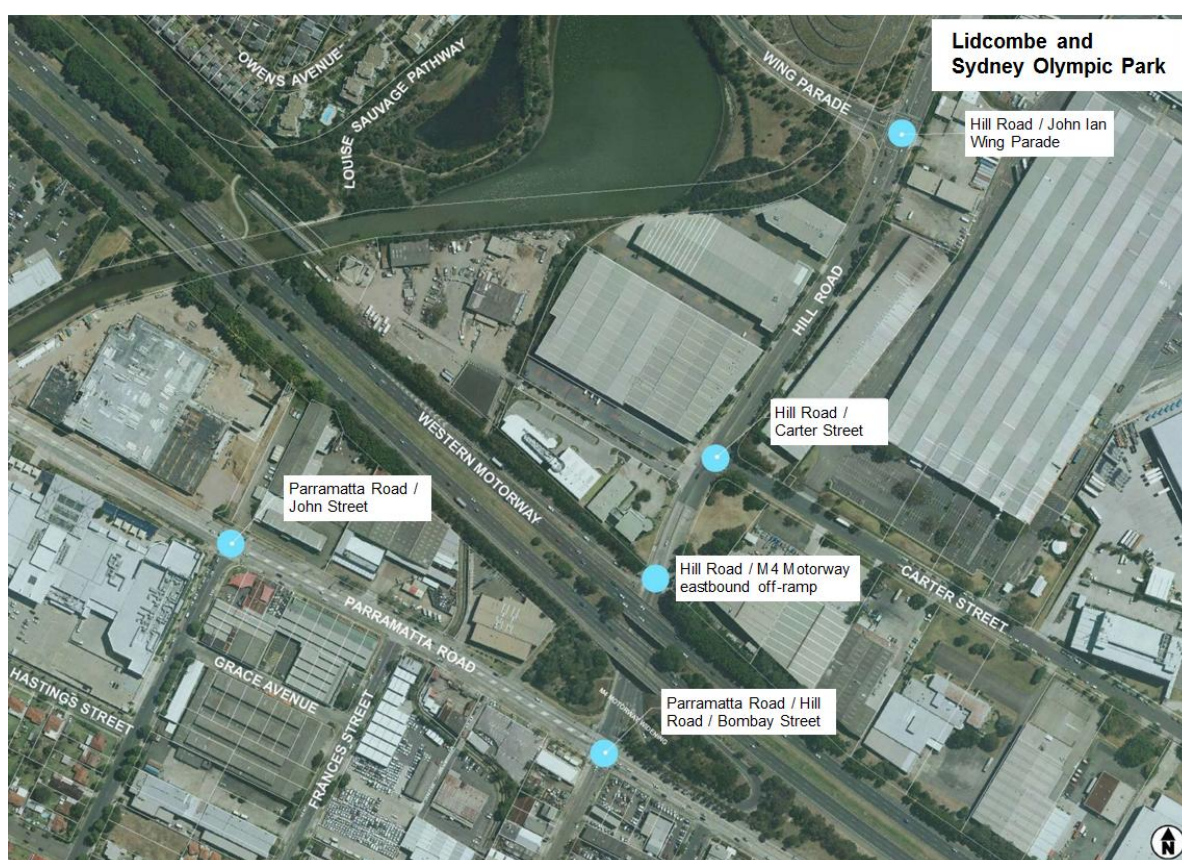 Lidcombe and
Sydney Olympic Park
OWENS AVENUE
LOUISE SAUVAGE PATHWAY
WING PARADE
Hill Road / John Ian
Wing Parade
HILL ROAD
Hill Road /
Carter Street
WESTERN MOTORWAY
Parramatta Road /
John Street
Hill Road / M4 Motorway
eastbound off-ramp
CARTER STREET
PARRAMATTA ROAD
GRACE AVENUE
HASTINGS STREET
FRANCES STREET
Parramatta Road / Hill
Road / Bombay Street
N